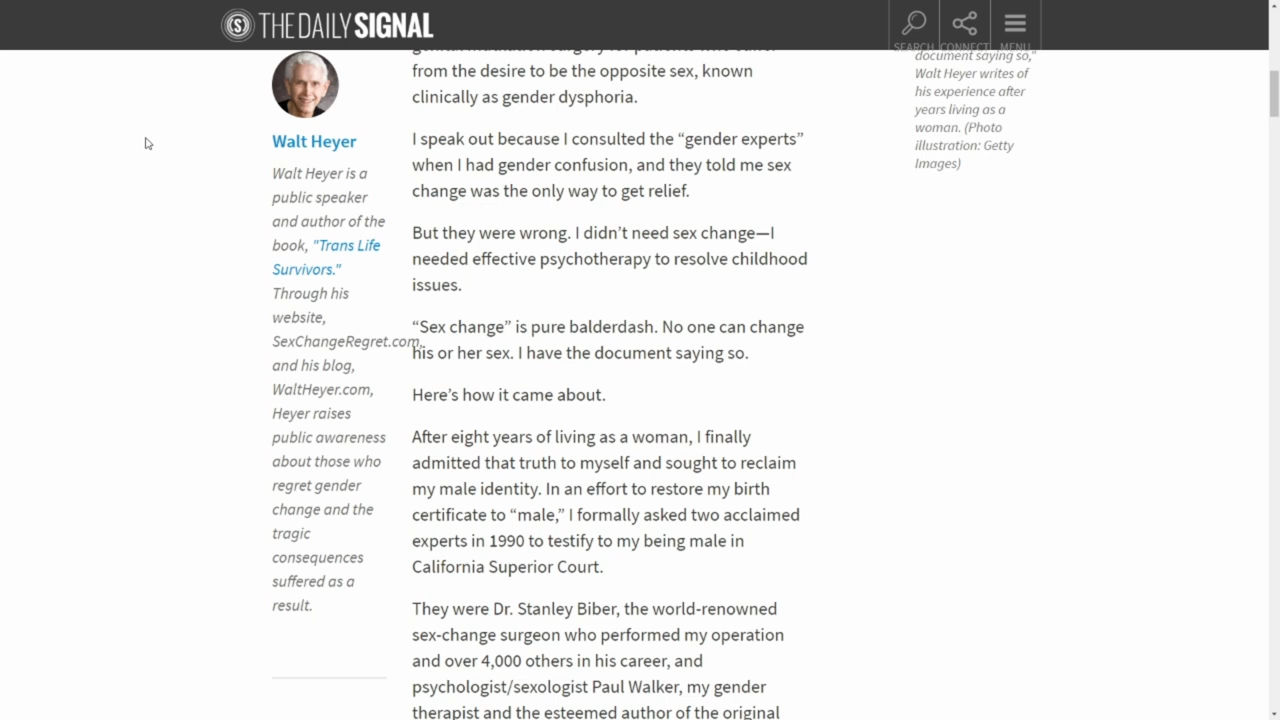 THE DAILY SIGNAL
SEARCH
CONNECT
MENU
Walt Heyer
Walt Heyer is a
public speaker
and author of the
book, "Trans Life
Survivors."
Through his
website,
SexChangeRegret.com,
and his blog,
WaltHeyer.com,
Heyer raises
public awareness
about those who
regret gender
change and the
tragic
consequences
suffered as a
result.
from the desire to be the opposite sex, known
clinically as gender dysphoria.
I speak out because I consulted the “gender experts”
when I had gender confusion, and they told me sex
change was the only way to get relief.
But they were wrong. I didn’t need sex change—I
needed effective psychotherapy to resolve childhood
issues.
“Sex change” is pure balderdash. No one can change
his or her sex. I have the document saying so.
Here’s how it came about.
After eight years of living as a woman, I finally
admitted that truth to myself and sought to reclaim
my male identity. In an effort to restore my birth
certificate to “male,” I formally asked two acclaimed
experts in 1990 to testify to my being male in
California Superior Court.
They were Dr. Stanley Biber, the world-renowned
sex-change surgeon who performed my operation
and over 4,000 others in his career, and
psychologist/sexologist Paul Walker, my gender
therapist and the esteemed author of the original
document saying so,"
Walt Heyer writes of
his experience after
years living as a
woman. (Photo
illustration: Getty
Images)